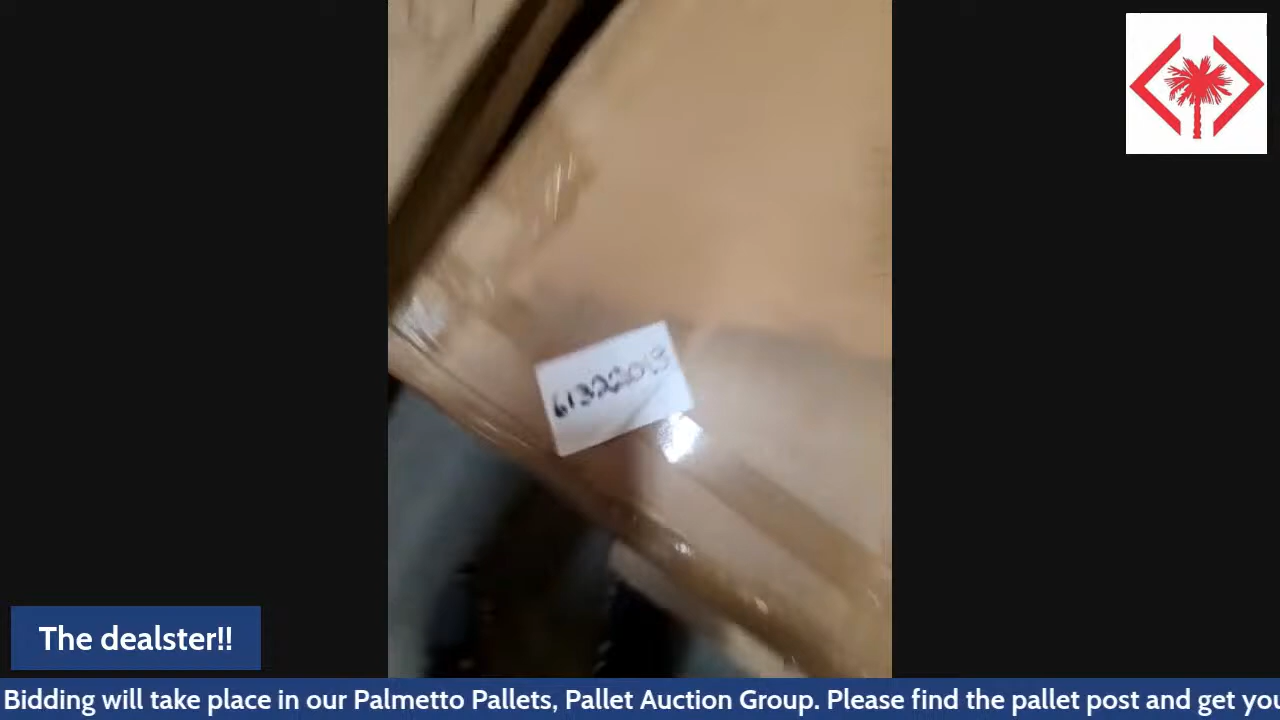 61322013
The dealster!!
Bidding will take place in our Palmetto Pallets, Pallet Auction Group. Please find the pallet post and get you